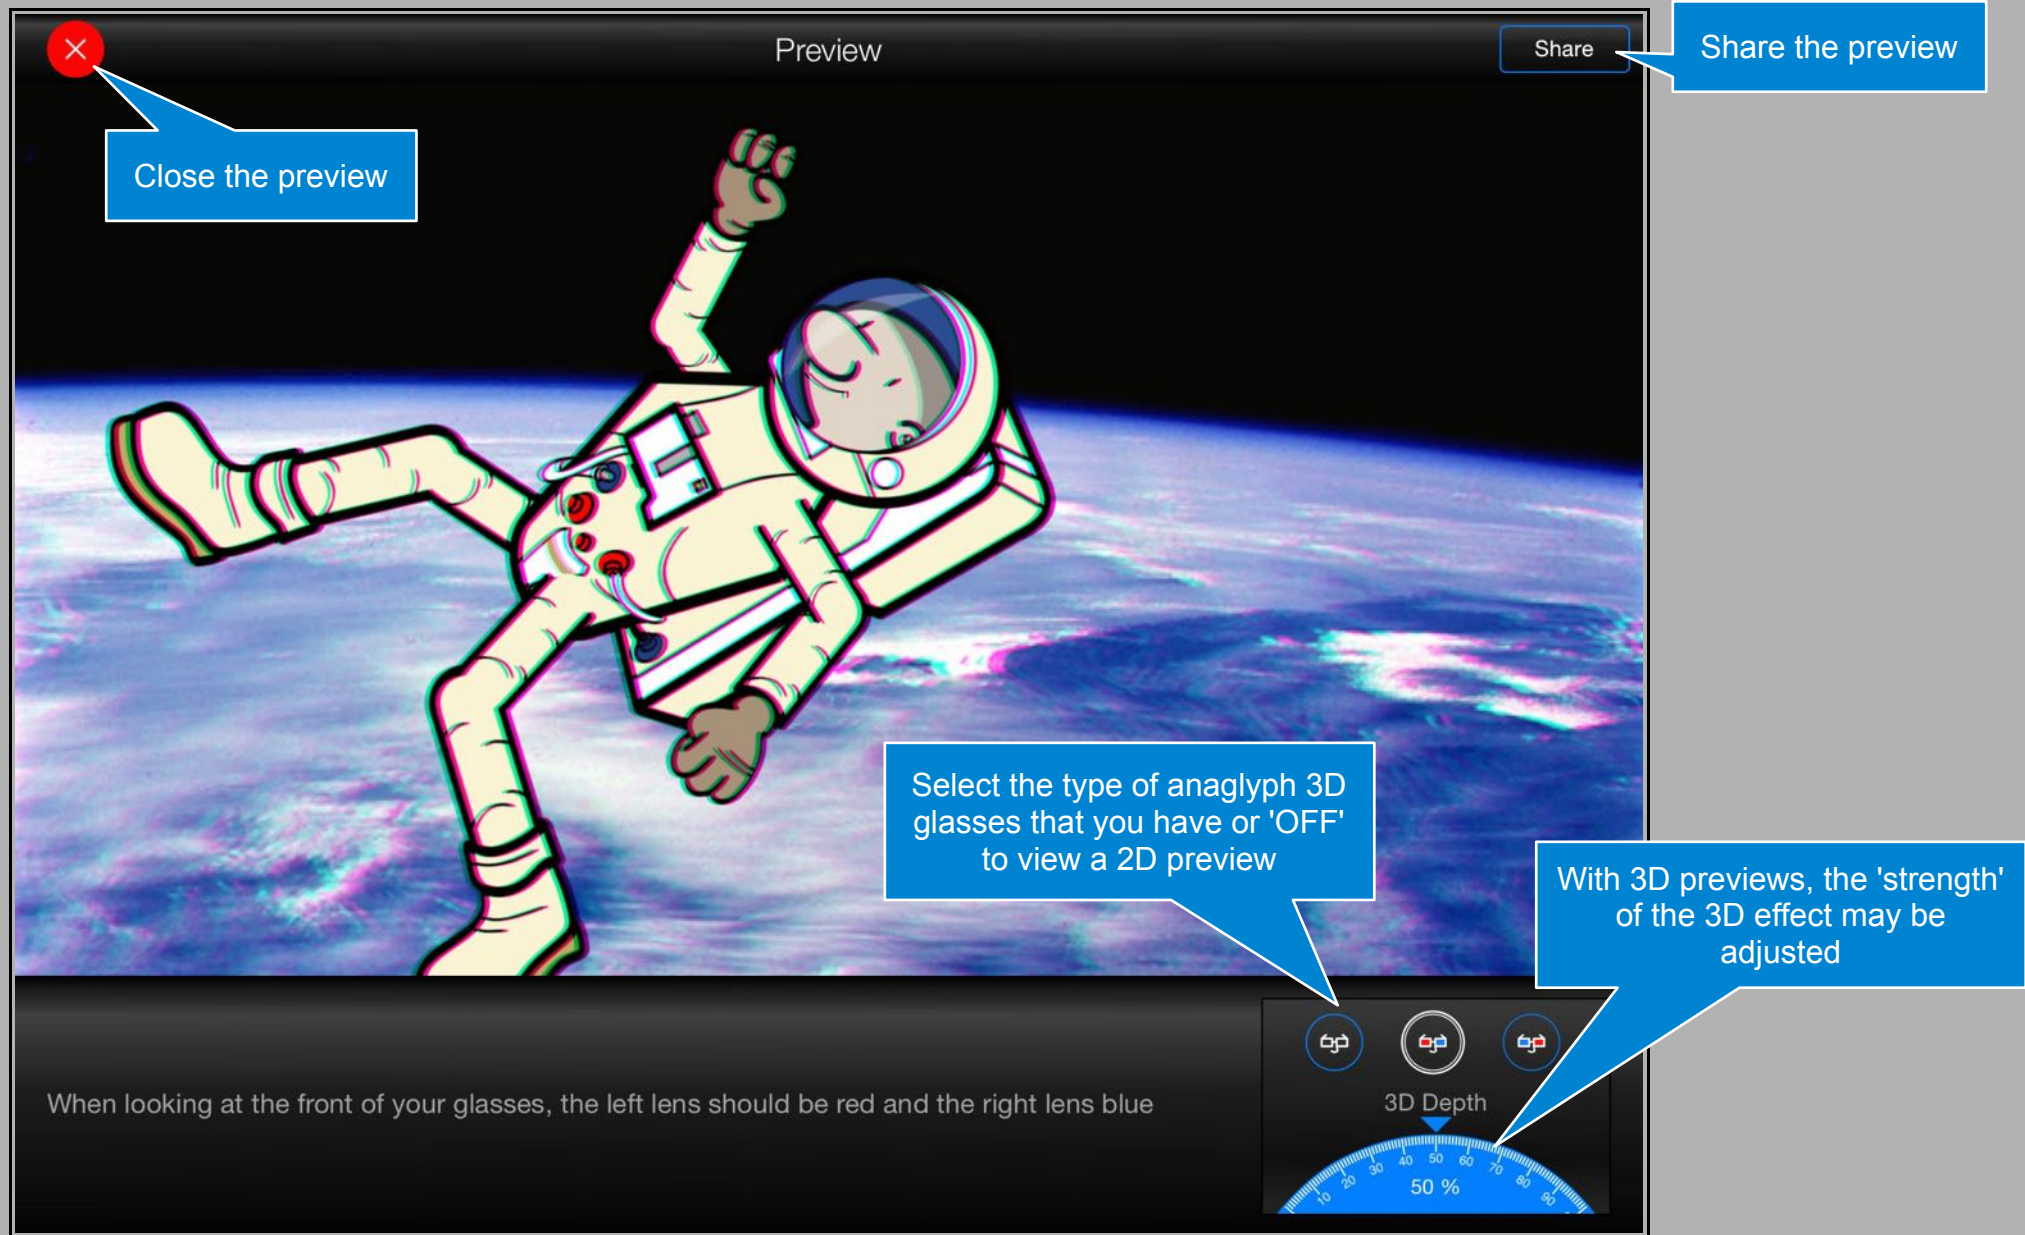 Preview
Share
Share the preview
Close the preview
Select the type of anaglyph 3D
glasses that you have or 'OFF'
to view a 2D preview
With 3D previews, the 'strength'
of the 3D effect may be
adjusted
When looking at the front of your glasses, the left lens should be red and the right lens blue
3D Depth
10 20 30 40 50 60 70 80 90
50 %